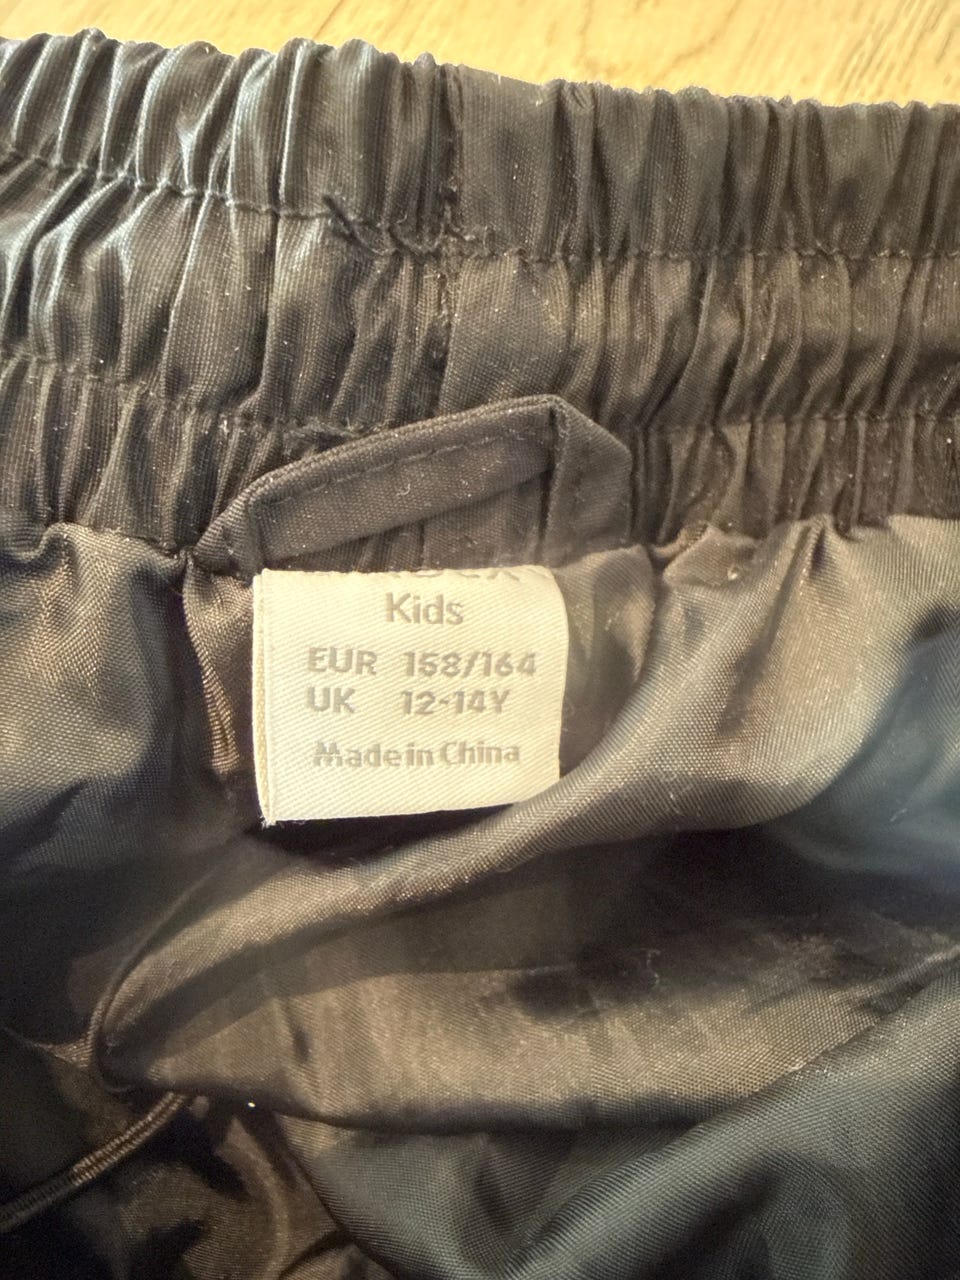 Kids
EUR 158/164
UK 12-14Y
Made in China